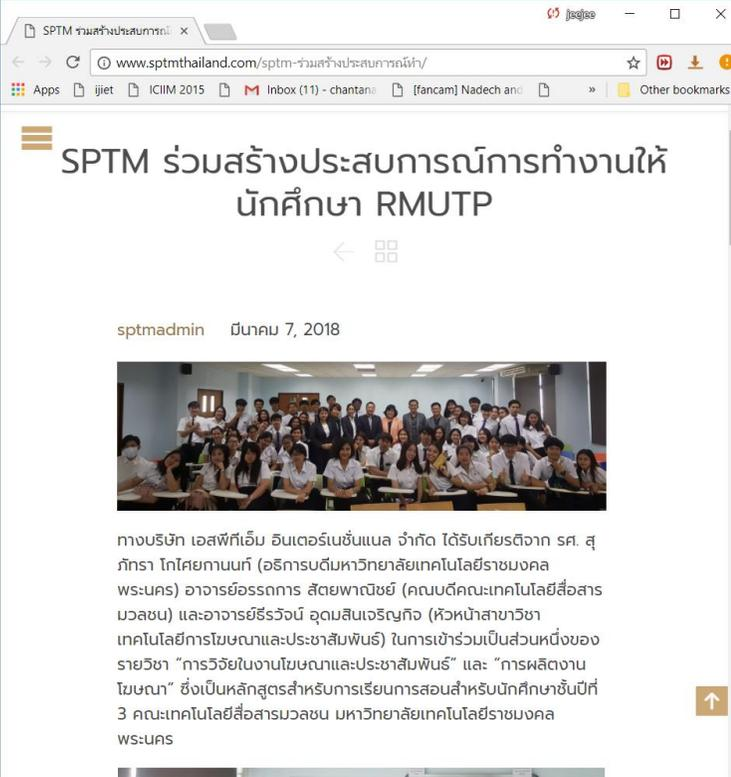 jeejee
SPTM ร่วมสร้างประสบการณ์
www.sptmthailand.com/sptm-ร่วมสร้างประสบการณ์ทำ/
Apps ijiet ICIIM 2015 Inbox (11) - chantana [fancam] Nadech and » Other bookmarks
SPTM ร่วมสร้างประสบการณ์การทำงานให้
นักศึกษา RMUTP
sptmadmin มีนาคม 7, 2018
ทางบริษัท เอสพีทีเอ็ม อินเตอร์เนชั่นแนล จำกัด ได้รับเกียรติจาก รศ. สุ
ภัทรา โกไศยกานนท์ (อธิการบดีมหาวิทยาลัยเทคโนโลยีราชมงคล
พระนคร) อาจารย์อรรถการ สัตยพาณิชย์ (คณบดีคณะเทคโนโลยีสื่อสาร
มวลชน) และอาจารย์ธีรวัจน์ อุดมสินเจริญกิจ (หัวหน้าสาขาวิชา
เทคโนโลยีการโฆษณาและประชาสัมพันธ์) ในการเข้าร่วมเป็นส่วนหนึ่งของ
รายวิชา “การวิจัยในงานโฆษณาและประชาสัมพันธ์” และ “การผลิตงาน
โฆษณา” ซึ่งเป็นหลักสูตรสำหรับการเรียนการสอนสำหรับนักศึกษาชั้นปีที่
3 คณะเทคโนโลยีสื่อสารมวลชน มหาวิทยาลัยเทคโนโลยีราชมงคล
พระนคร